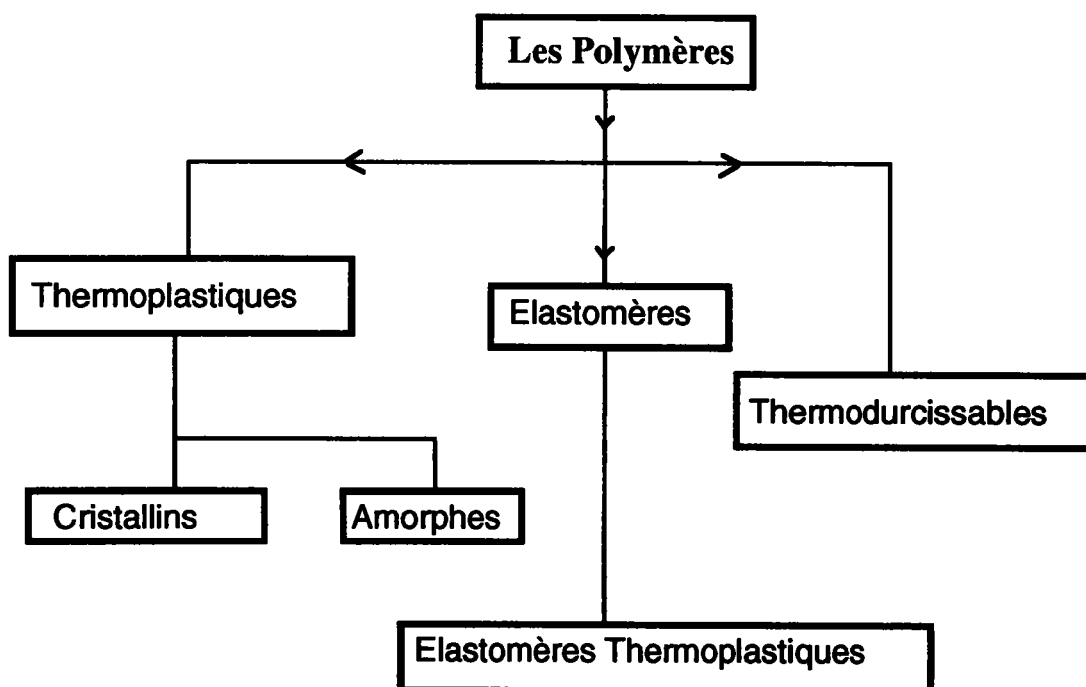 Les Polymères
Thermoplastiques
Elastomères
Thermodurcissables
Cristallins
Amorphes
Elastomères Thermoplastiques